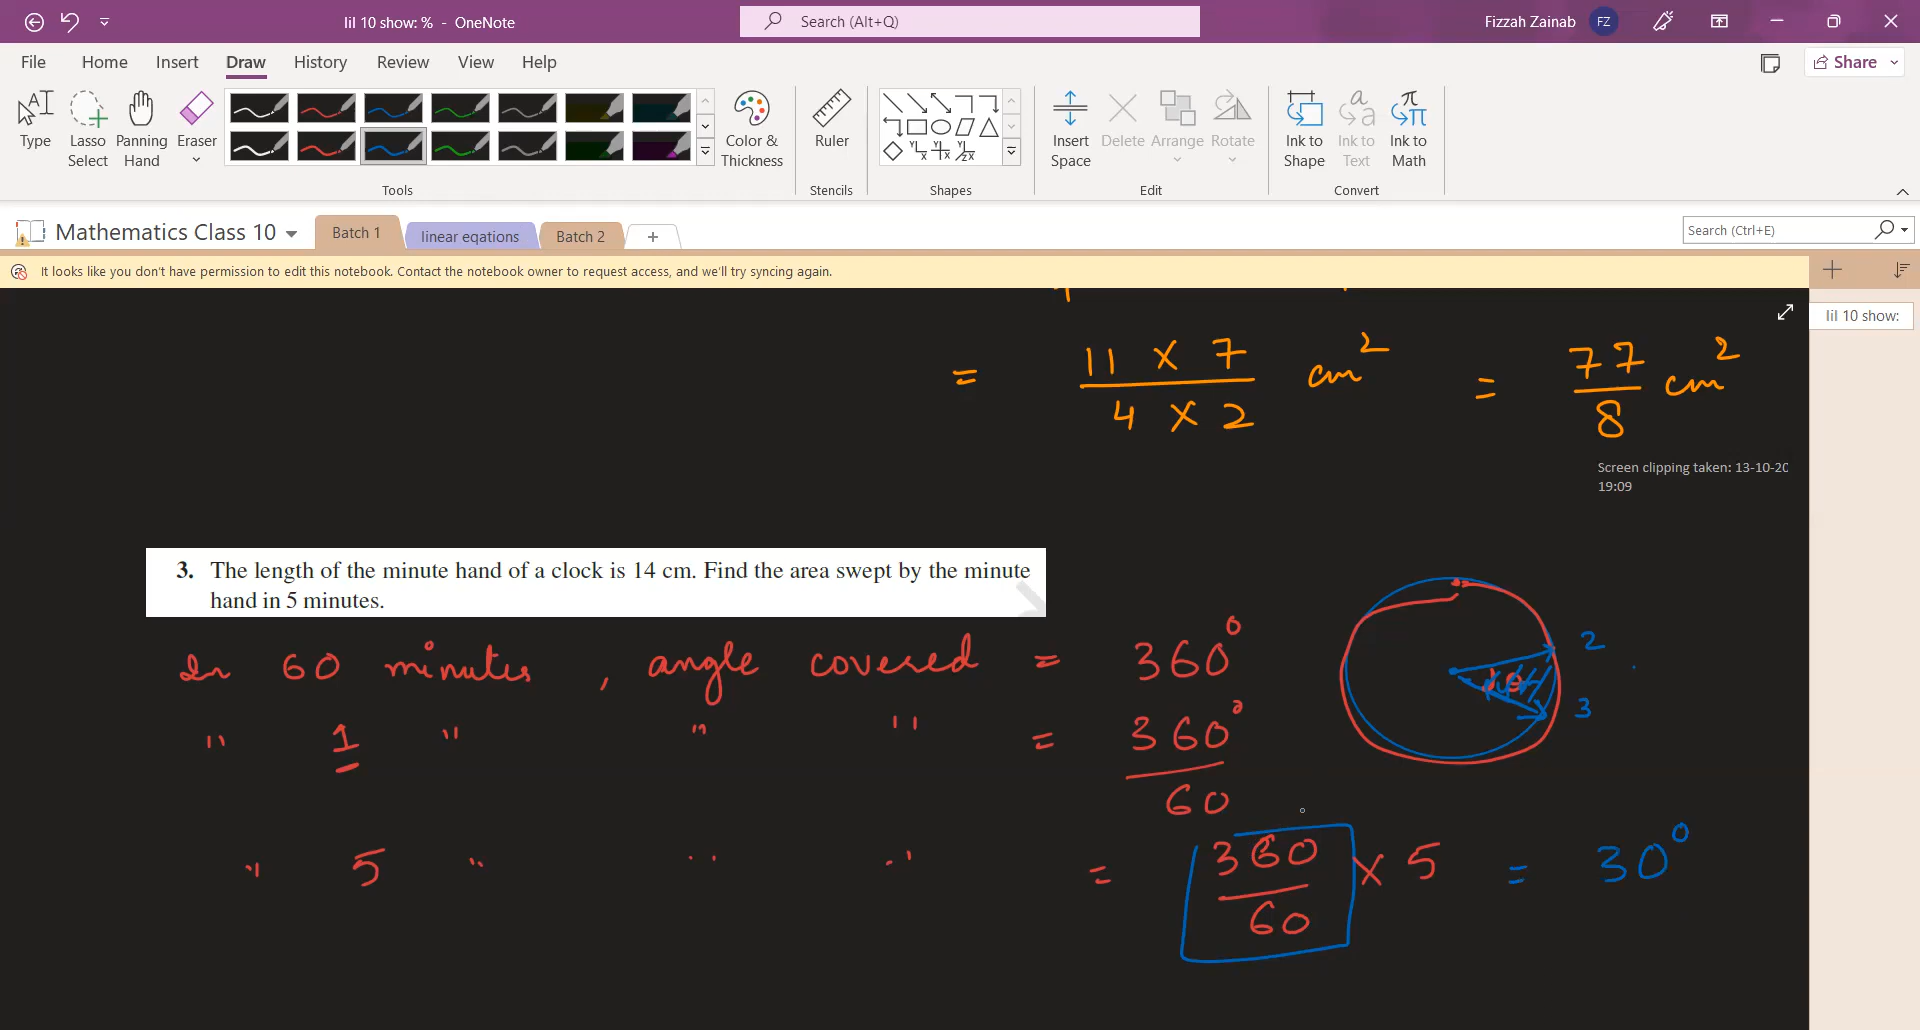 lil 10 show: % - OneNote
Search (Alt+Q)
Fizzah Zainab FZ
File Home Insert Draw History Review View Help
Share
Type
Lasso Select
Panning Hand
Eraser
Color & Thickness
Ruler
Insert Space
Delete
Arrange
Rotate
Ink to Shape
Ink to Text
Ink to Math
Tools Stencils Shapes Edit Convert
Mathematics Class 10 Batch 1 linear eqations Batch 2 +
Search (Ctrl+E)
It looks like you don't have permission to edit this notebook. Contact the notebook owner to request access, and we'll try syncing again.
lil 10 show:
= 11 × 7 / 4 × 2 cm² = 77 / 8 cm²
Screen clipping taken: 13-10-20
19:09
3. The length of the minute hand of a clock is 14 cm. Find the area swept by the minute
hand in 5 minutes.
In 60 minutes , angle covered = 360°
" 1 " " " = 360° / 60
" 5 " " " = 360 / 60 × 5 = 30°
2
3